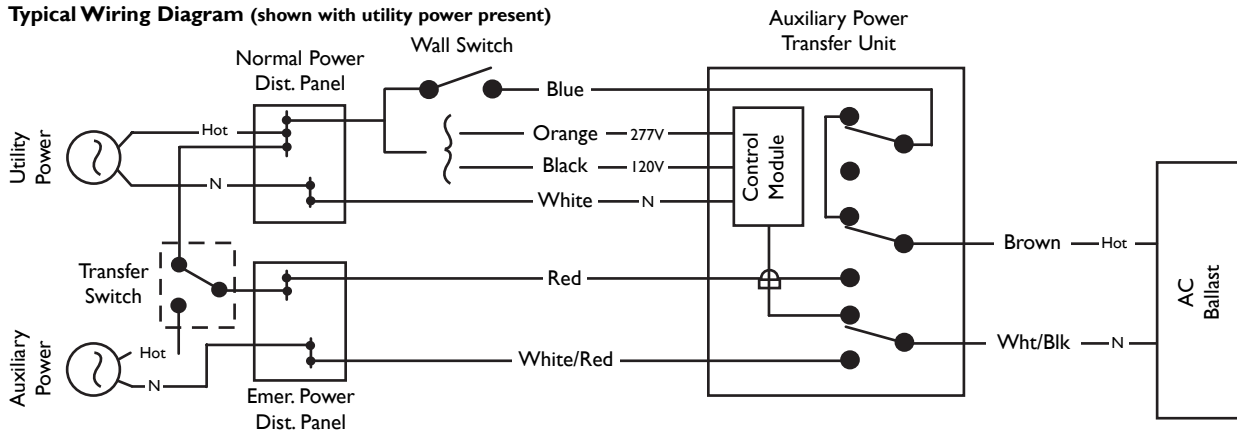 Typical Wiring Diagram (shown with utility power present)
Auxiliary Power
Transfer Unit
Normal Power
Dist. Panel
Wall Switch
Blue
Utility
Power
Hot
N
Orange
277V
Black
120V
White
N
Control
Module
Brown
Hot
AC
Ballast
Transfer
Switch
Red
Auxiliary
Power
Hot
N
White/Red
Wht/Blk
N
Emer. Power
Dist. Panel